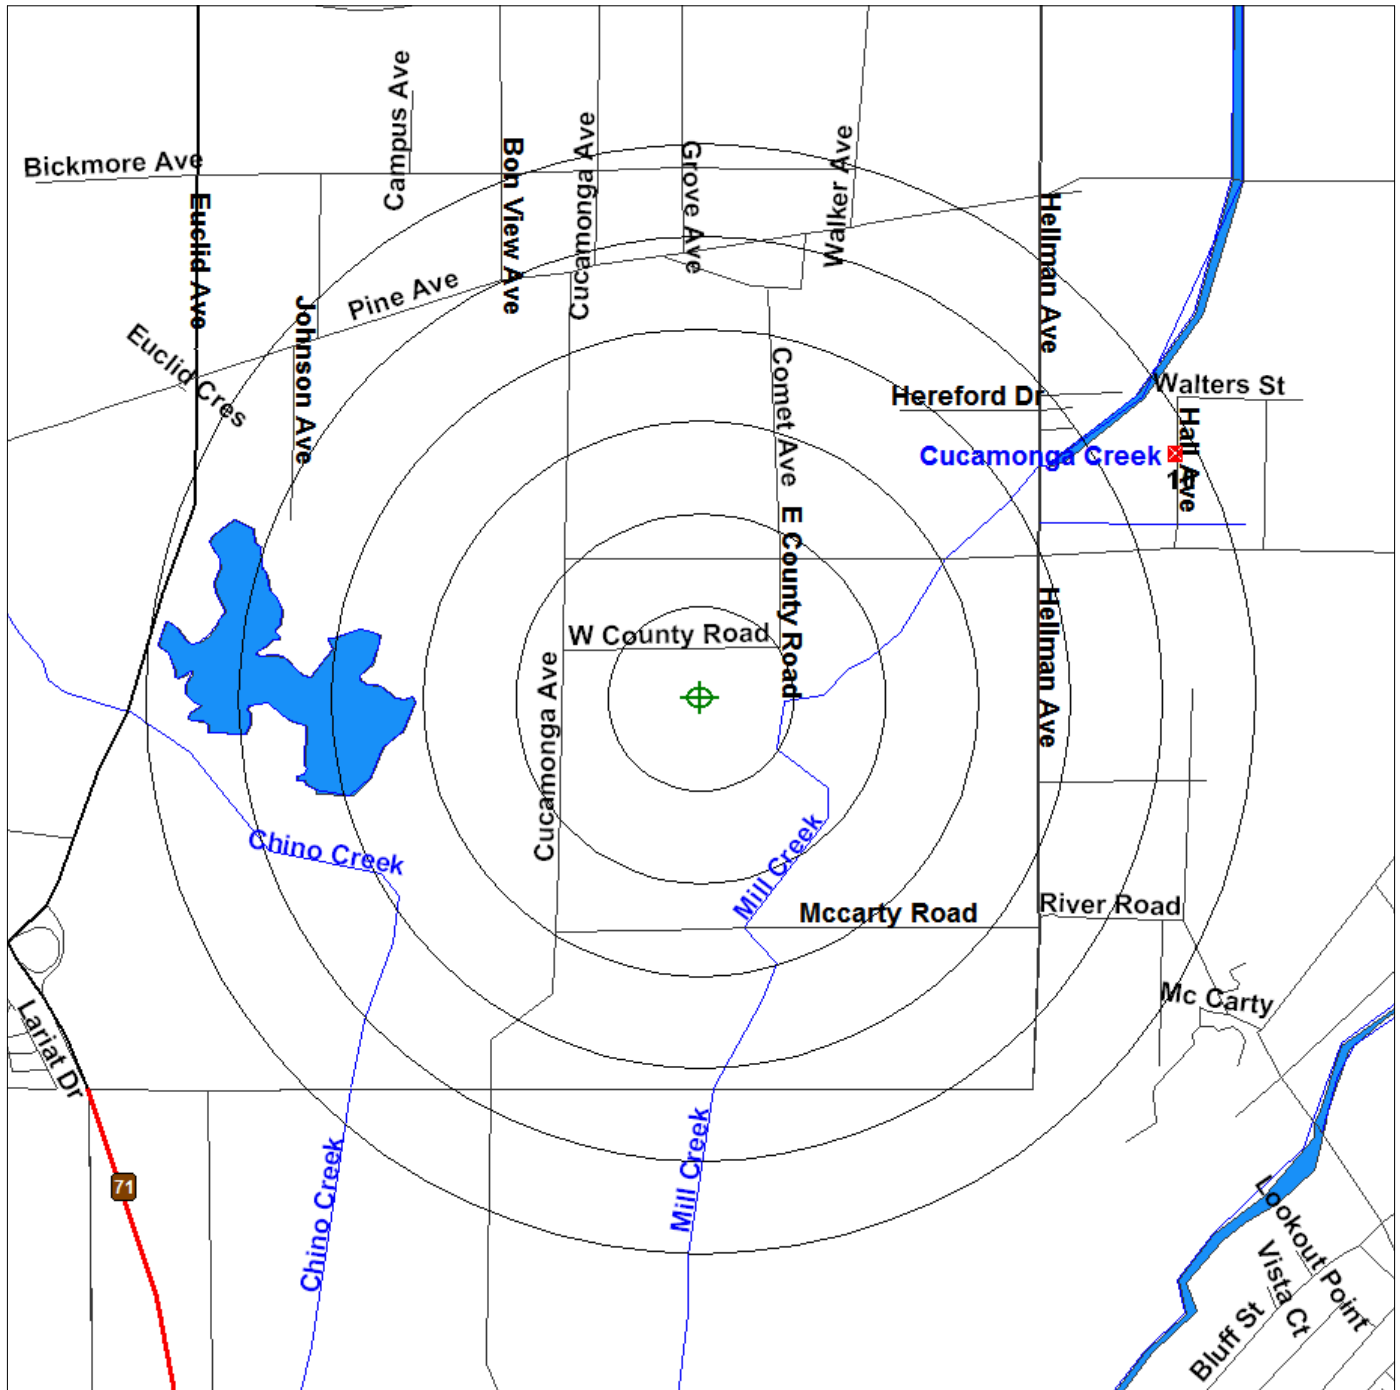 Campus Ave
Bickmore Ave
Bon View Ave
Cucamonga Ave
Grove Ave
Walker Ave
Euclid Ave
Hellman Ave
Pine Ave
Johnson Ave
Euclid Cres
Comet Ave
Hereford Dr
Walters St
Hall Ave
Cucamonga Creek
E County Road
W County Road
Hellman Ave
Cucamonga Ave
Chino Creek
Mill Creek
Mccarty Road
River Road
Mc Carty
Lariat Dr
71
Chino Creek
Mill Creek
Lookout Point
Vista Ct
Bluff St